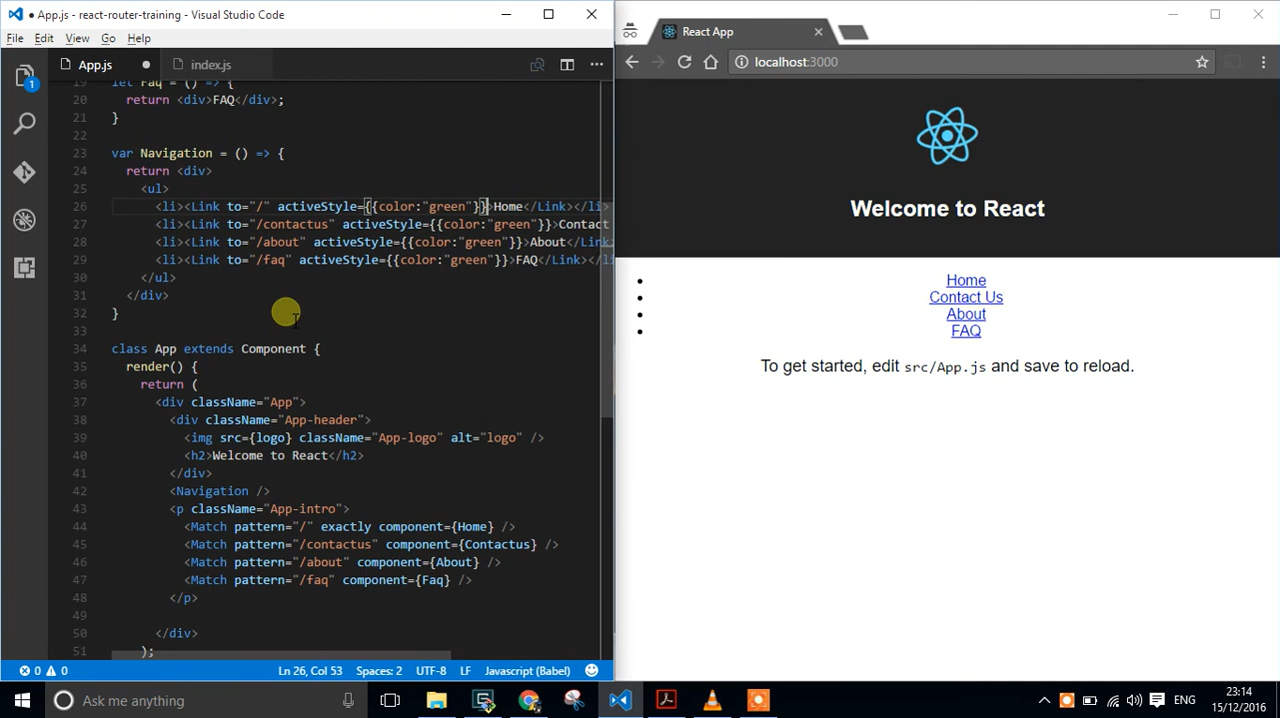 App.js - react-router-training - Visual Studio Code
File Edit View Go Help
App.js index.js
1
19 let Faq = () => {
20 return <div>FAQ</div>;
21 }
22
23 var Navigation = () => {
24 return <div>
25 <ul>
26 <li><Link to="/" activeStyle={{color:"green"}}>Home</Link></li>
27 <li><Link to="/contactus" activeStyle={{color:"green"}}>Contact
28 <li><Link to="/about" activeStyle={{color:"green"}}>About</Link>
29 <li><Link to="/faq" activeStyle={{color:"green"}}>FAQ</Link></li
30 </ul>
31 </div>
32 }
33
34 class App extends Component {
35 render() {
36 return (
37 <div className="App">
38 <div className="App-header">
39 <img src={logo} className="App-logo" alt="logo" />
40 <h2>Welcome to React</h2>
41 </div>
42 <Navigation />
43 <p className="App-intro">
44 <Match pattern="/" exactly component={Home} />
45 <Match pattern="/contactus" component={Contactus} />
46 <Match pattern="/about" component={About} />
47 <Match pattern="/faq" component={Faq} />
48 </p>
49
50 </div>
51 );
0 0 Ln 26, Col 53 Spaces: 2 UTF-8 LF Javascript (Babel)
React App
localhost:3000
Welcome to React
Home
Contact Us
About
FAQ
To get started, edit src/App.js and save to reload.
Ask me anything
ENG
23:14
15/12/2016